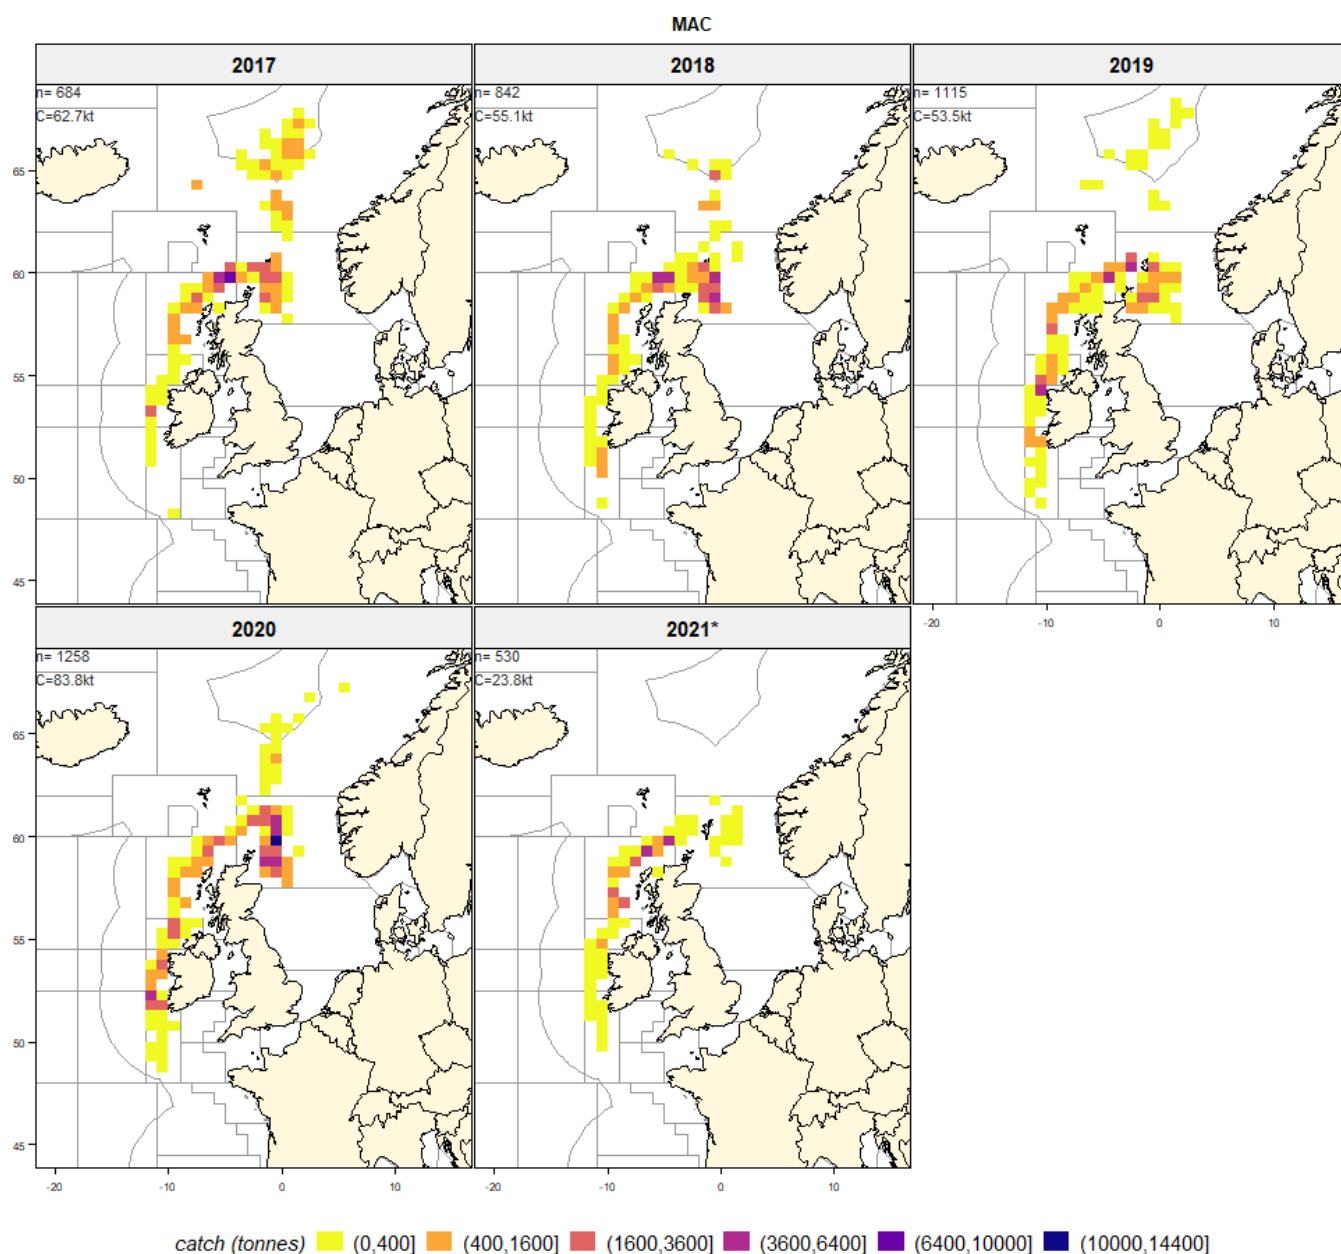 MAC
2017
2018
2019
n= 684
C=62.7kt
n= 842
C=55.1kt
n= 1115
C=53.5kt
65
60
55
50
45
-20
-10
0
10
2020
2021*
n= 1258
C=83.8kt
n= 530
C=23.8kt
65
60
55
50
45
-20
-10
0
10
-20
-10
0
10
catch (tonnes) (0,400] (400,1600] (1600,3600] (3600,6400] (6400,10000] (10000,14400]